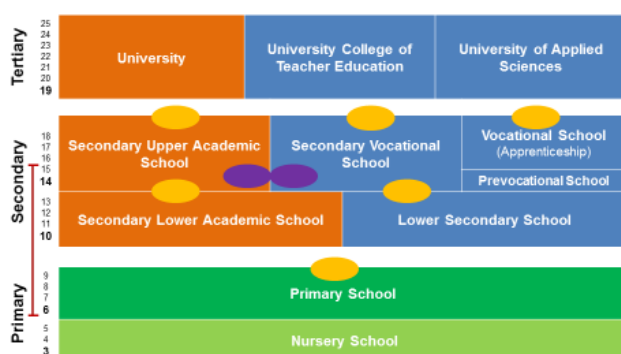 Tertiary
25
24
23
22
21
20
19
University
University College of
Teacher Education
University of Applied
Sciences
Secondary
18
17
16
15
14
Secondary Upper Academic
School
Secondary Vocational
School
Vocational School
(Apprenticeship)
Prevocational School
13
12
11
10
Secondary Lower Academic School
Lower Secondary School
Primary
9
8
7
6
Primary School
5
4
3
Nursery School